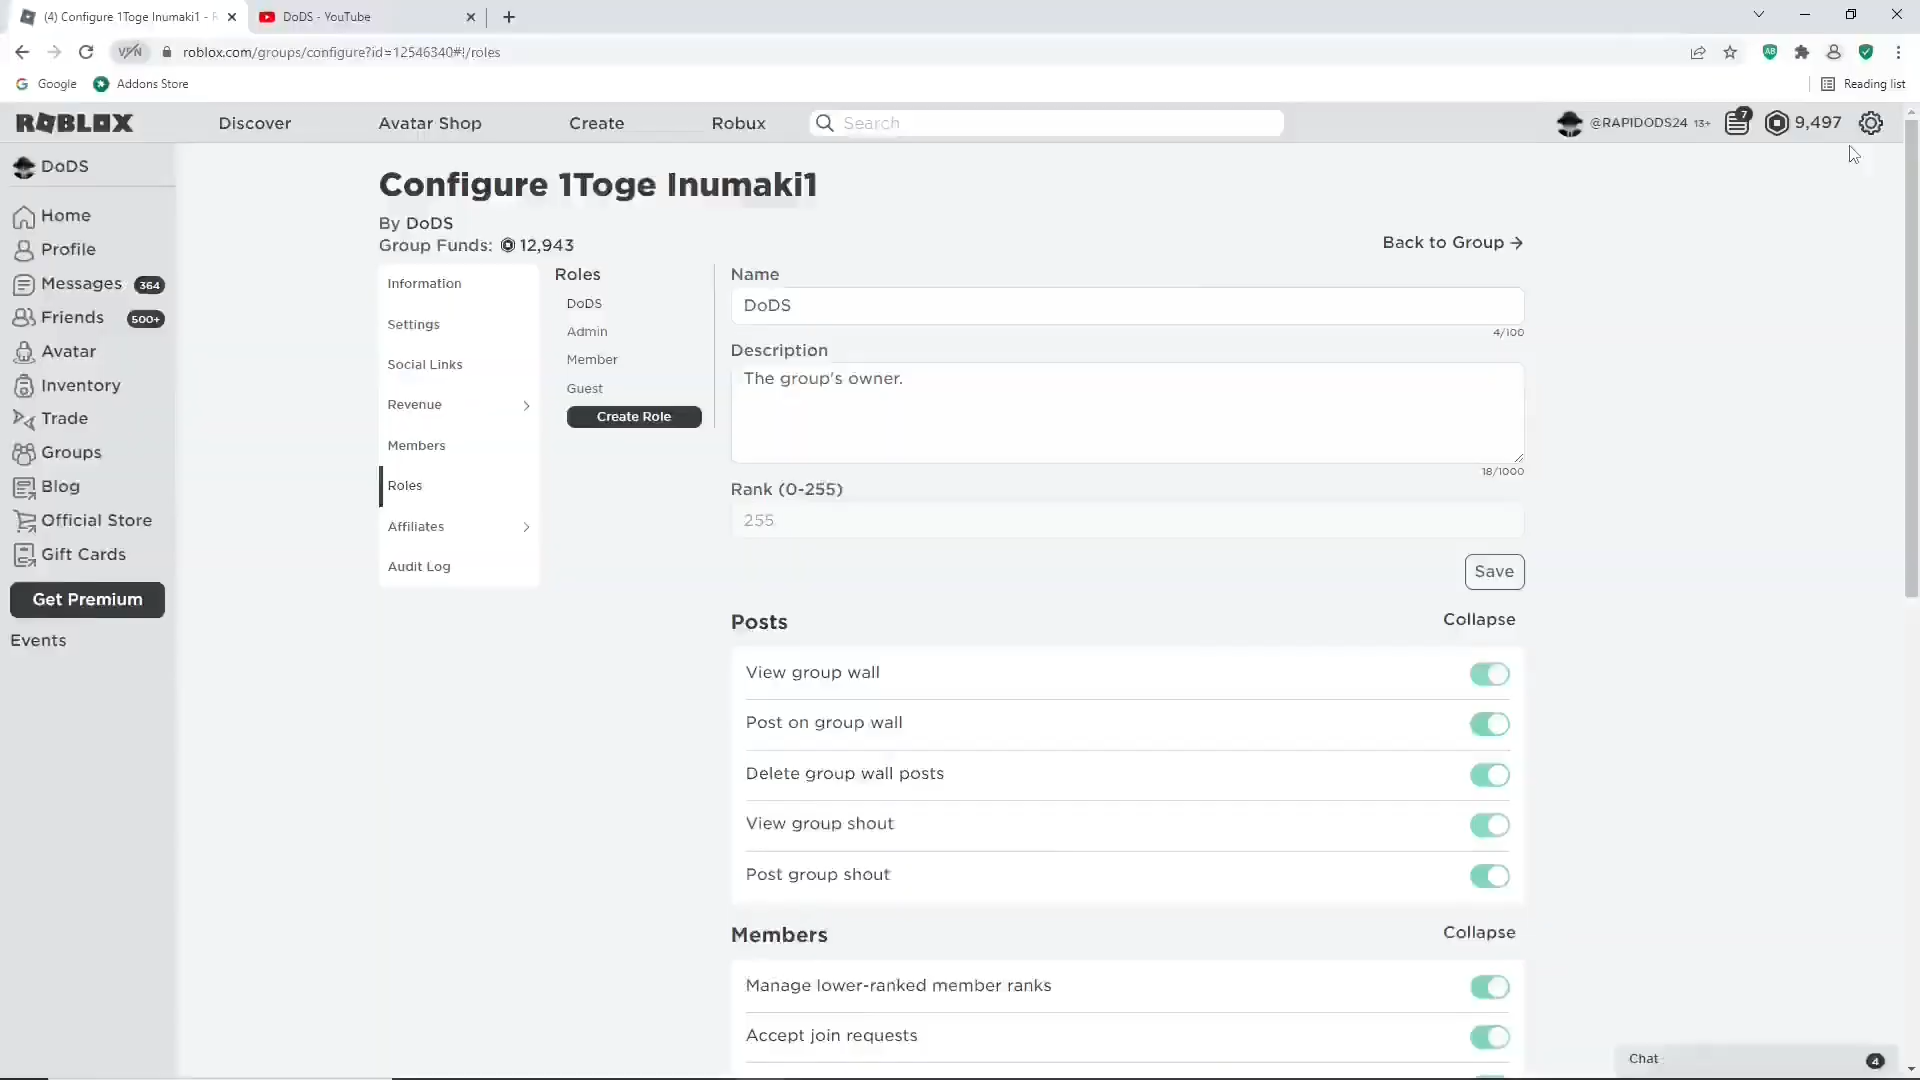 (4) Configure 1Toge Inumaki1 - R
DoDS - YouTube
VPN
roblox.com/groups/configure?id=12546340#!/roles
Google
Addons Store
Reading list
ROBLOX
Discover
Avatar Shop
Create
Robux
Search
@RAPIDODS24 13+
7
9,497
DoDS
Home
Profile
Messages 364
Friends 500+
Avatar
Inventory
Trade
Groups
Blog
Official Store
Gift Cards
Get Premium
Events
Configure 1Toge Inumaki1
By DoDS
Group Funds: 12,943
Back to Group →
Information
Settings
Social Links
Revenue
Members
Roles
Affiliates
Audit Log
Roles
DoDS
Admin
Member
Guest
Create Role
Name
DoDS
4/100
Description
The group's owner.
18/1000
Rank (0-255)
255
Save
Posts
Collapse
View group wall
Post on group wall
Delete group wall posts
View group shout
Post group shout
Members
Collapse
Manage lower-ranked member ranks
Accept join requests
Chat
4